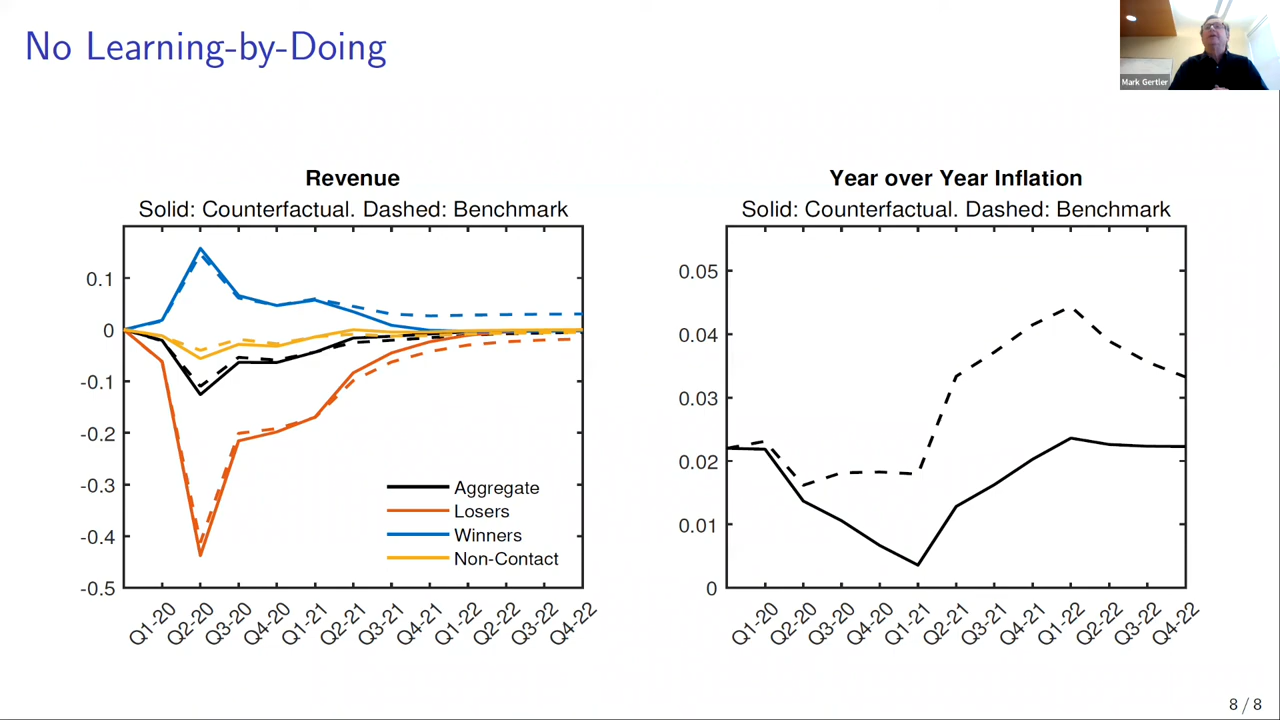 No Learning-by-Doing
Mark Gertler
Revenue
Solid: Counterfactual. Dashed: Benchmark
0.1
0
-0.1
-0.2
-0.3
-0.4
-0.5
Aggregate
Losers
Winners
Non-Contact
Q1-20
Q2-20
Q3-20
Q4-20
Q1-21
Q2-21
Q3-21
Q4-21
Q1-22
Q2-22
Q3-22
Q4-22
Year over Year Inflation
Solid: Counterfactual. Dashed: Benchmark
0.05
0.04
0.03
0.02
0.01
0
Q1-20
Q2-20
Q3-20
Q4-20
Q1-21
Q2-21
Q3-21
Q4-21
Q1-22
Q2-22
Q3-22
Q4-22
8 / 8